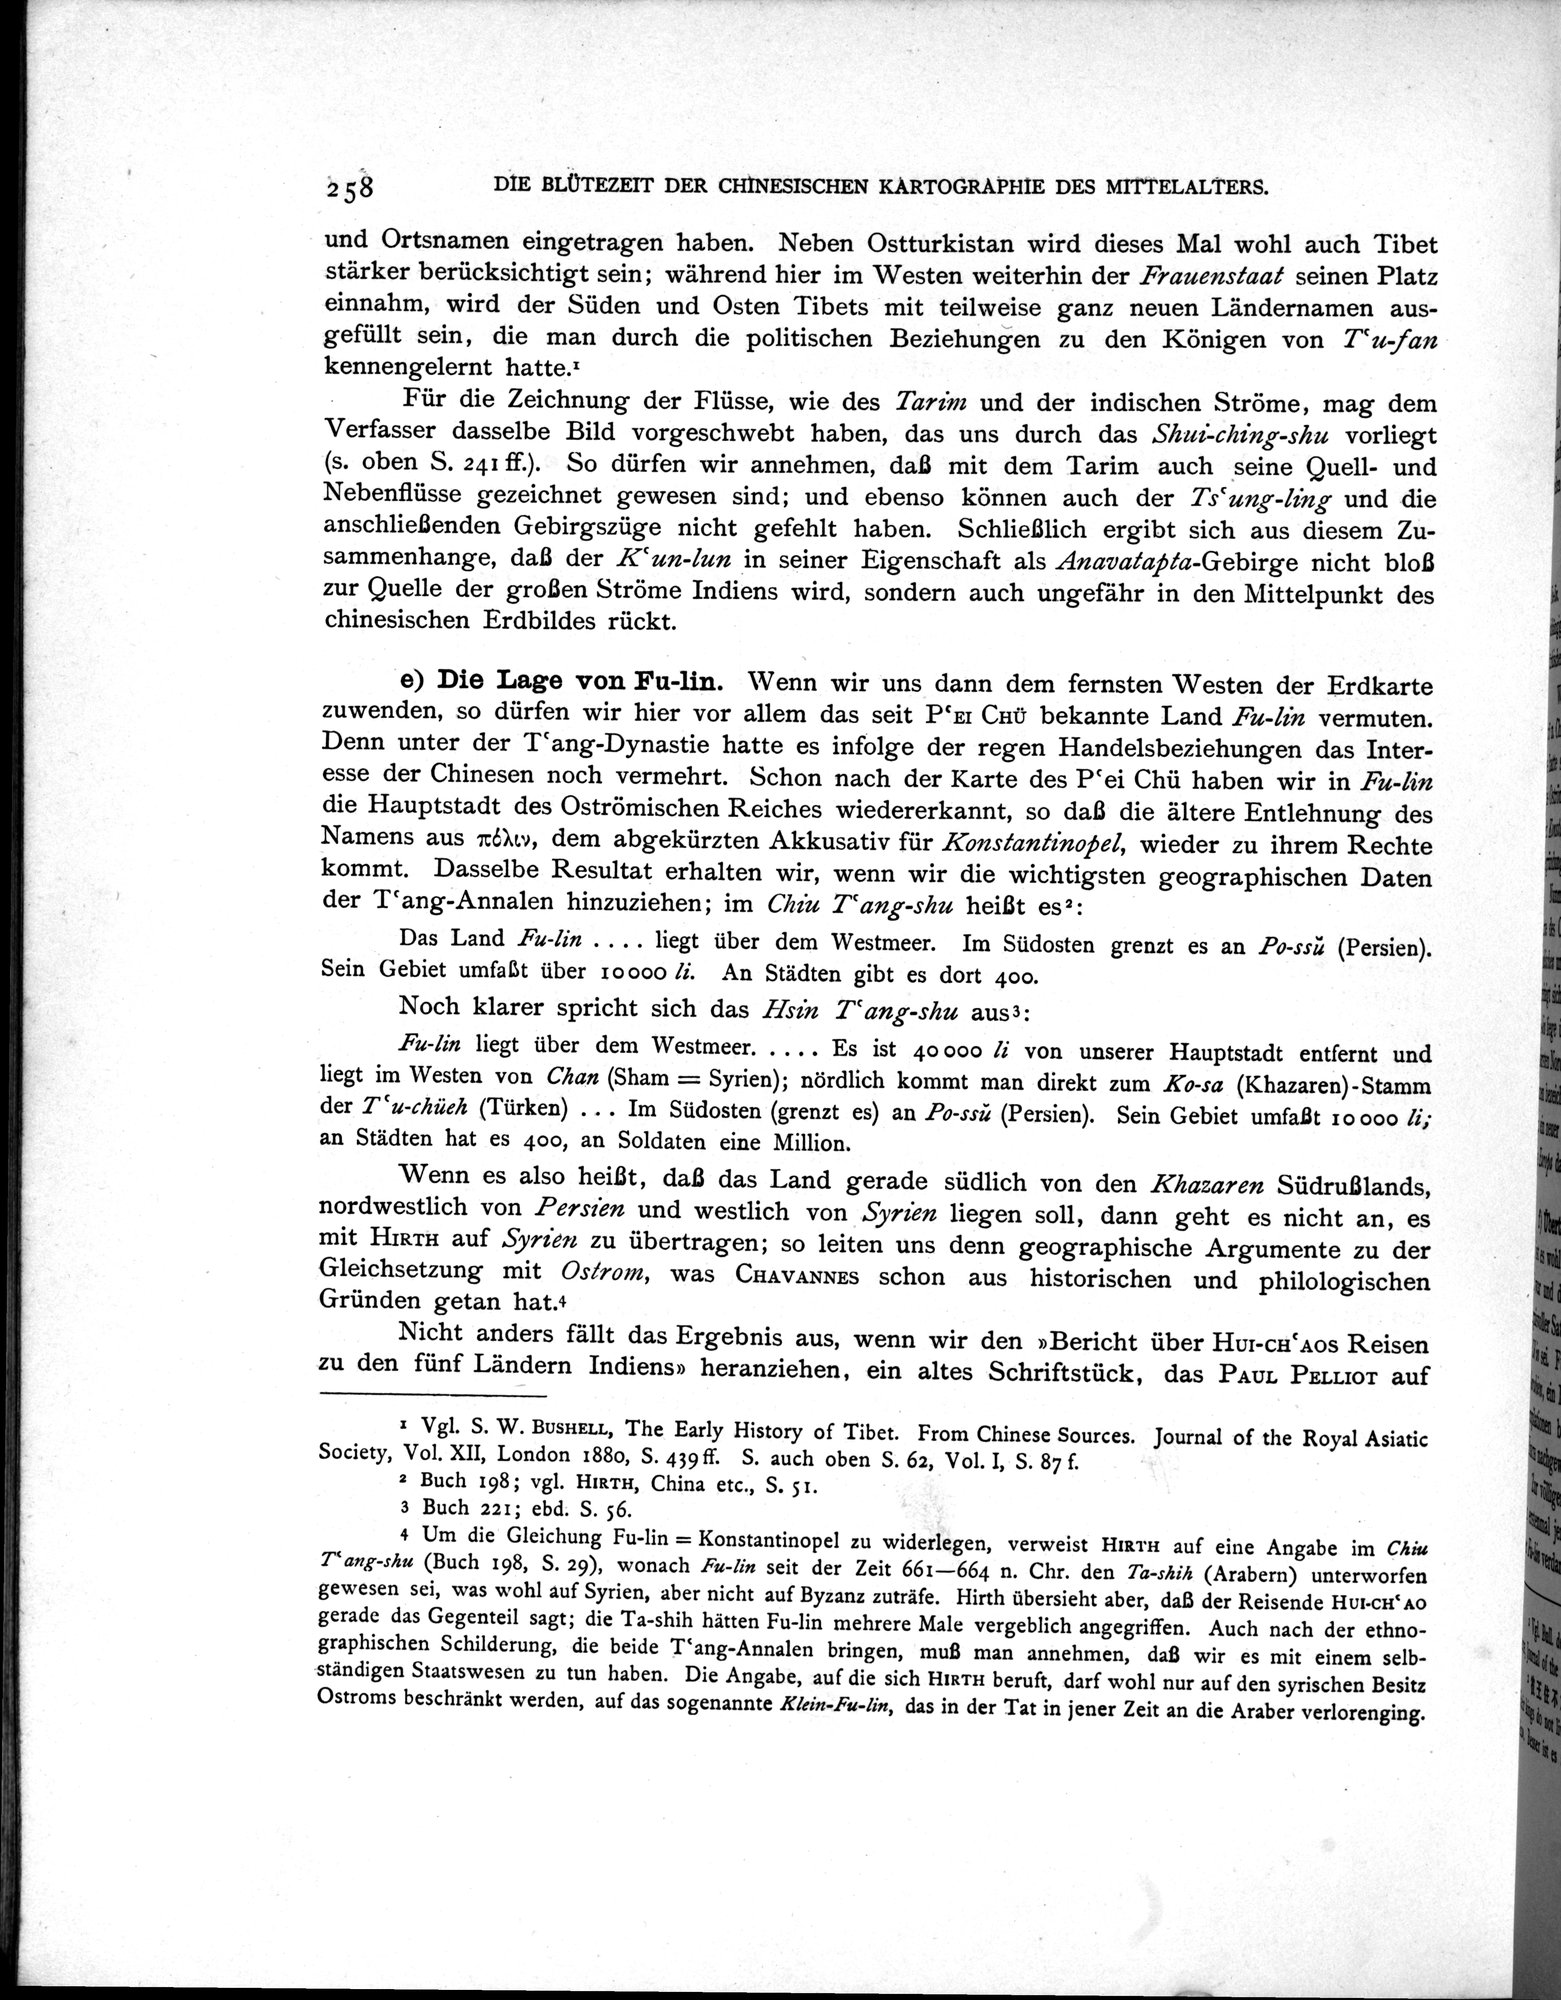 258 DIE BLÜTEZEIT DER CHINESISCHEN KARTOGRAPHIE DES MITTELALTERS.
und Ortsnamen eingetragen haben. Neben Ostturkistan wird dieses Mal wohl auch Tibet
stärker berücksichtigt sein; während hier im Westen weiterhin der Frauenstaat seinen Platz
einnahm, wird der Süden und Osten Tibets mit teilweise ganz neuen Ländernamen aus-
gefüllt sein, die man durch die politischen Beziehungen zu den Königen von Tʿu-fan
kennengelernt hatte.¹
Für die Zeichnung der Flüsse, wie des Tarim und der indischen Ströme, mag dem
Verfasser dasselbe Bild vorgeschwebt haben, das uns durch das Shui-ching-shu vorliegt
(s. oben S. 241 ff.). So dürfen wir annehmen, daß mit dem Tarim auch seine Quell- und
Nebenflüsse gezeichnet gewesen sind; und ebenso können auch der Tsʿung-ling und die
anschließenden Gebirgszüge nicht gefehlt haben. Schließlich ergibt sich aus diesem Zu-
sammenhange, daß der Kʿun-lun in seiner Eigenschaft als Anavatapta-Gebirge nicht bloß
zur Quelle der großen Ströme Indiens wird, sondern auch ungefähr in den Mittelpunkt des
chinesischen Erdbildes rückt.
e) Die Lage von Fu-lin. Wenn wir uns dann dem fernsten Westen der Erdkarte
zuwenden, so dürfen wir hier vor allem das seit Pʿei Chü bekannte Land Fu-lin vermuten.
Denn unter der Tʿang-Dynastie hatte es infolge der regen Handelsbeziehungen das Inter-
esse der Chinesen noch vermehrt. Schon nach der Karte des Pʿei Chü haben wir in Fu-lin
die Hauptstadt des Oströmischen Reiches wiedererkannt, so daß die ältere Entlehnung des
Namens aus πόλιν, dem abgekürzten Akkusativ für Konstantinopel, wieder zu ihrem Rechte
kommt. Dasselbe Resultat erhalten wir, wenn wir die wichtigsten geographischen Daten
der Tʿang-Annalen hinzuziehen; im Chiu Tʿang-shu heißt es²:
Das Land Fu-lin .... liegt über dem Westmeer. Im Südosten grenzt es an Po-ssŭ (Persien).
Sein Gebiet umfaßt über 10000 li. An Städten gibt es dort 400.
Noch klarer spricht sich das Hsin Tʿang-shu aus³:
Fu-lin liegt über dem Westmeer. .... Es ist 40000 li von unserer Hauptstadt entfernt und
liegt im Westen von Chan (Sham = Syrien); nördlich kommt man direkt zum Ko-sa (Khazaren)-Stamm
der Tʿu-chüeh (Türken) ... Im Südosten (grenzt es) an Po-ssŭ (Persien). Sein Gebiet umfaßt 10000 li;
an Städten hat es 400, an Soldaten eine Million.
Wenn es also heißt, daß das Land gerade südlich von den Khazaren Südrußlands,
nordwestlich von Persien und westlich von Syrien liegen soll, dann geht es nicht an, es
mit Hirth auf Syrien zu übertragen; so leiten uns denn geographische Argumente zu der
Gleichsetzung mit Ostrom, was Chavannes schon aus historischen und philologischen
Gründen getan hat.⁴
Nicht anders fällt das Ergebnis aus, wenn wir den »Bericht über Hui-chʿaos Reisen
zu den fünf Ländern Indiens» heranziehen, ein altes Schriftstück, das Paul Pelliot auf
¹ Vgl. S. W. Bushell, The Early History of Tibet. From Chinese Sources. Journal of the Royal Asiatic
Society, Vol. XII, London 1880, S. 439 ff. S. auch oben S. 62, Vol. I, S. 87 f.
² Buch 198; vgl. Hirth, China etc., S. 51.
³ Buch 221; ebd. S. 56.
⁴ Um die Gleichung Fu-lin = Konstantinopel zu widerlegen, verweist Hirth auf eine Angabe im Chiu
Tʿang-shu (Buch 198, S. 29), wonach Fu-lin seit der Zeit 661—664 n. Chr. den Ta-shih (Arabern) unterworfen
gewesen sei, was wohl auf Syrien, aber nicht auf Byzanz zuträfe. Hirth übersieht aber, daß der Reisende Hui-chʿao
gerade das Gegenteil sagt; die Ta-shih hätten Fu-lin mehrere Male vergeblich angegriffen. Auch nach der ethno-
graphischen Schilderung, die beide Tʿang-Annalen bringen, muß man annehmen, daß wir es mit einem selb-
ständigen Staatswesen zu tun haben. Die Angabe, auf die sich Hirth beruft, darf wohl nur auf den syrischen Besitz
Ostroms beschränkt werden, auf das sogenannte Klein-Fu-lin, das in der Tat in jener Zeit an die Araber verlorenging.